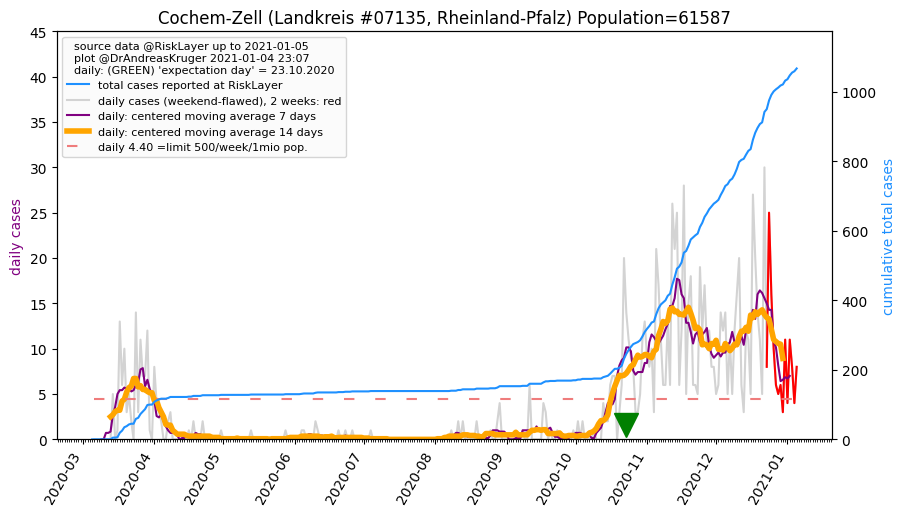 Cochem-Zell (Landkreis #07135, Rheinland-Pfalz) Population=61587
source data @RiskLayer up to 2021-01-05
plot @DrAndreasKruger 2021-01-04 23:07
daily: (GREEN) 'expectation day' = 23.10.2020
total cases reported at RiskLayer
daily cases (weekend-flawed), 2 weeks: red
daily: centered moving average 7 days
daily: centered moving average 14 days
daily 4.40 =limit 500/week/1mio pop.
daily cases
45
40
35
30
25
20
15
10
5
0
2020-03
2020-04
2020-05
2020-06
2020-07
2020-08
2020-09
2020-10
2020-11
2020-12
2021-01
1000
800
600
400
200
0
cumulative total cases